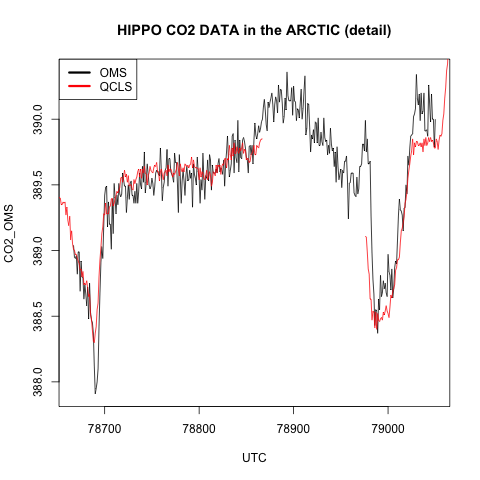 HIPPO CO2 DATA in the ARCTIC (detail)
OMS
QCLS
CO2_OMS
390.0
389.5
389.0
388.5
388.0
78700 78800 78900 79000
UTC